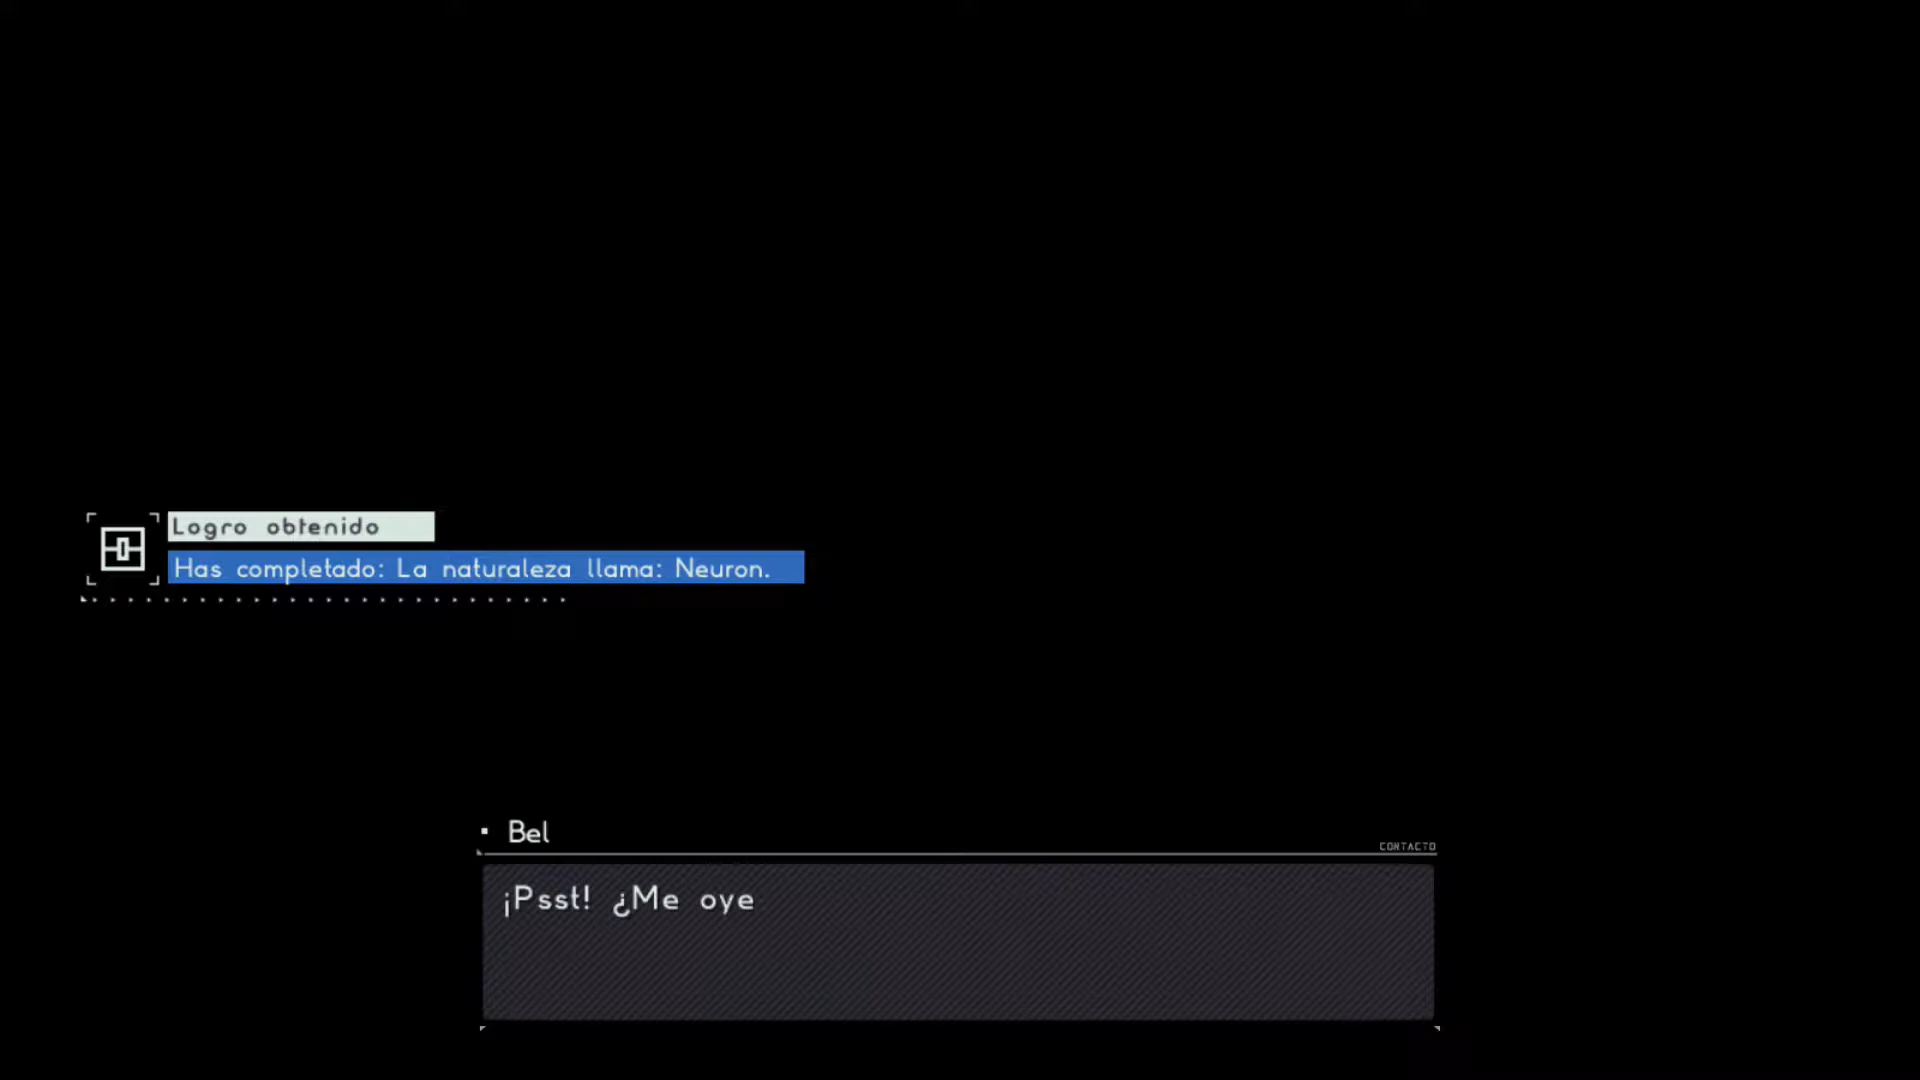 Logro obtenido
Has completado: La naturaleza llama: Neuron.
Bel
CONTACTO
¡Psst! ¿Me oye